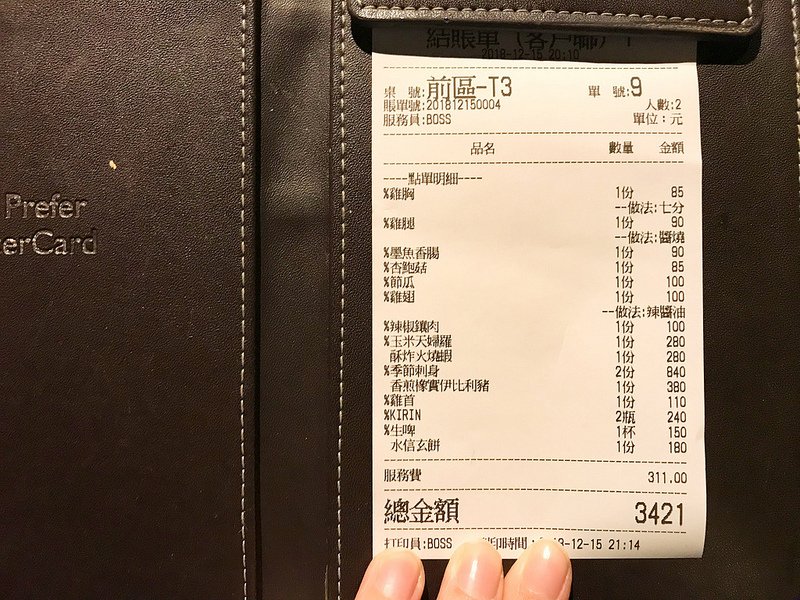 Prefer
erCard
結賬單（客戶聯）
2018-12-15 20:10
桌 號:前區-T3 單 號:9
賬單號:201812150004 人數:2
服務員:BOSS 單位：元
品名 數量 金額
----點單明細----
%雞胸 1份 85
--做法:七分
%雞腿 1份 90
--做法:醬燒
%墨魚香腸 1份 90
%杏鮑菇 1份 85
%節瓜 1份 100
%雞翅 1份 100
--做法:辣醬油
%辣椒鑲肉 1份 100
%玉米天婦羅 1份 280
酥炸火燒蝦 1份 280
%季節刺身 2份 840
香煎橡實伊比利豬 1份 380
%雞首 1份 110
%KIRIN 2瓶 240
%生啤 1杯 150
水信玄餅 1份 180
服務費 311.00
總金額 3421
打印員:BOSS 印時間：8-12-15 21:14